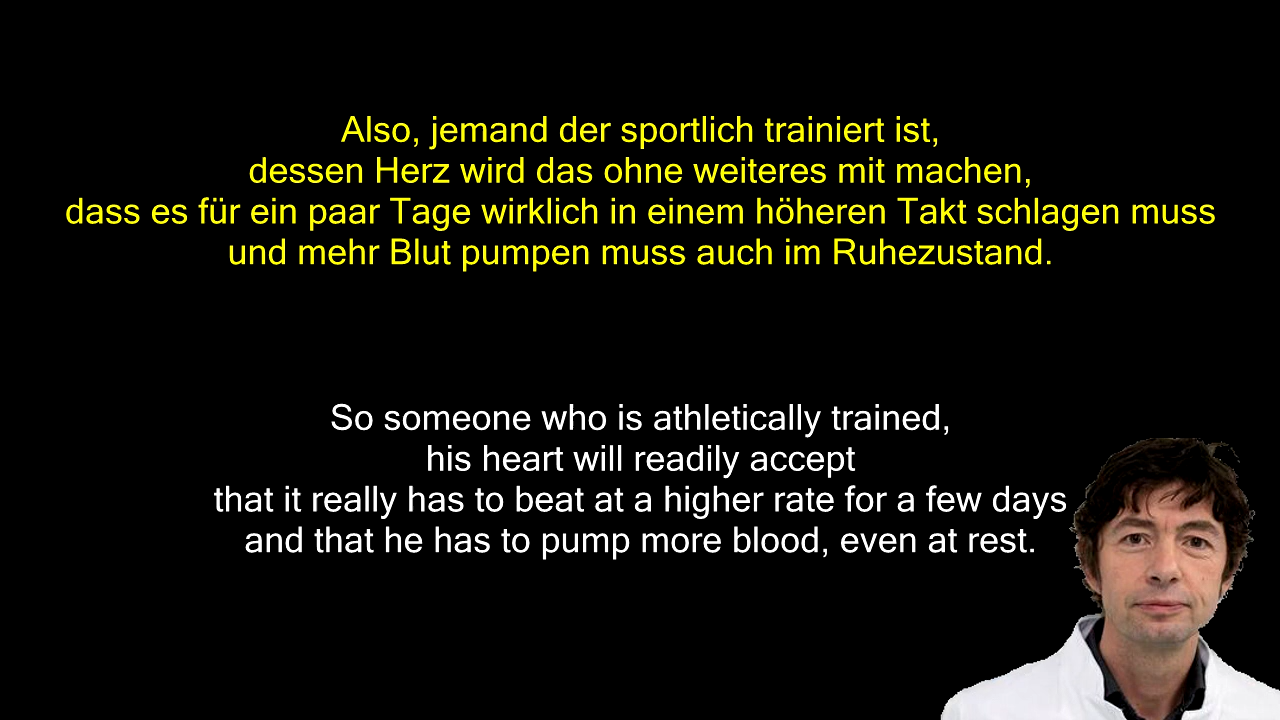 Also, jemand der sportlich trainiert ist,
dessen Herz wird das ohne weiteres mit machen,
dass es für ein paar Tage wirklich in einem höheren Takt schlagen muss
und mehr Blut pumpen muss auch im Ruhezustand.
So someone who is athletically trained,
his heart will readily accept
that it really has to beat at a higher rate for a few days
and that he has to pump more blood, even at rest.